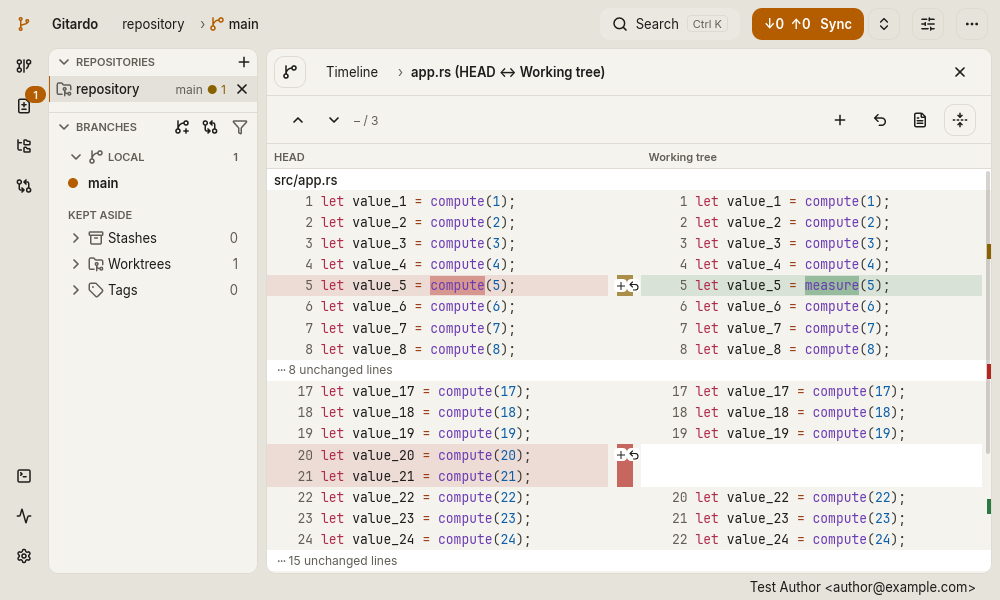 Gitardo repository › main Search Ctrl K ↓0 ↑0 Sync
REPOSITORIES
repository main 1
1
BRANCHES
LOCAL 1
main
KEPT ASIDE
Stashes 0
Worktrees 1
Tags 0
Timeline › app.rs (HEAD ↔ Working tree)
– / 3
HEAD Working tree
src/app.rs
1 let value_1 = compute(1); 1 let value_1 = compute(1);
2 let value_2 = compute(2); 2 let value_2 = compute(2);
3 let value_3 = compute(3); 3 let value_3 = compute(3);
4 let value_4 = compute(4); 4 let value_4 = compute(4);
5 let value_5 = compute(5); 5 let value_5 = measure(5);
6 let value_6 = compute(6); 6 let value_6 = compute(6);
7 let value_7 = compute(7); 7 let value_7 = compute(7);
8 let value_8 = compute(8); 8 let value_8 = compute(8);
··· 8 unchanged lines
17 let value_17 = compute(17); 17 let value_17 = compute(17);
18 let value_18 = compute(18); 18 let value_18 = compute(18);
19 let value_19 = compute(19); 19 let value_19 = compute(19);
20 let value_20 = compute(20);
21 let value_21 = compute(21);
22 let value_22 = compute(22); 20 let value_22 = compute(22);
23 let value_23 = compute(23); 21 let value_23 = compute(23);
24 let value_24 = compute(24); 22 let value_24 = compute(24);
··· 15 unchanged lines
Test Author <author@example.com>